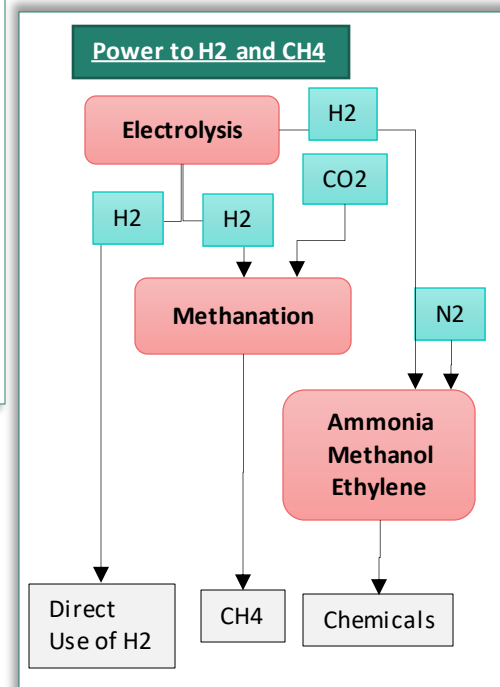 Power to H2 and CH4
H2
Electrolysis
CO2
H2
H2
Methanation
N2
Ammonia
Methanol
Ethylene
Direct
Use of H2
CH4
Chemicals